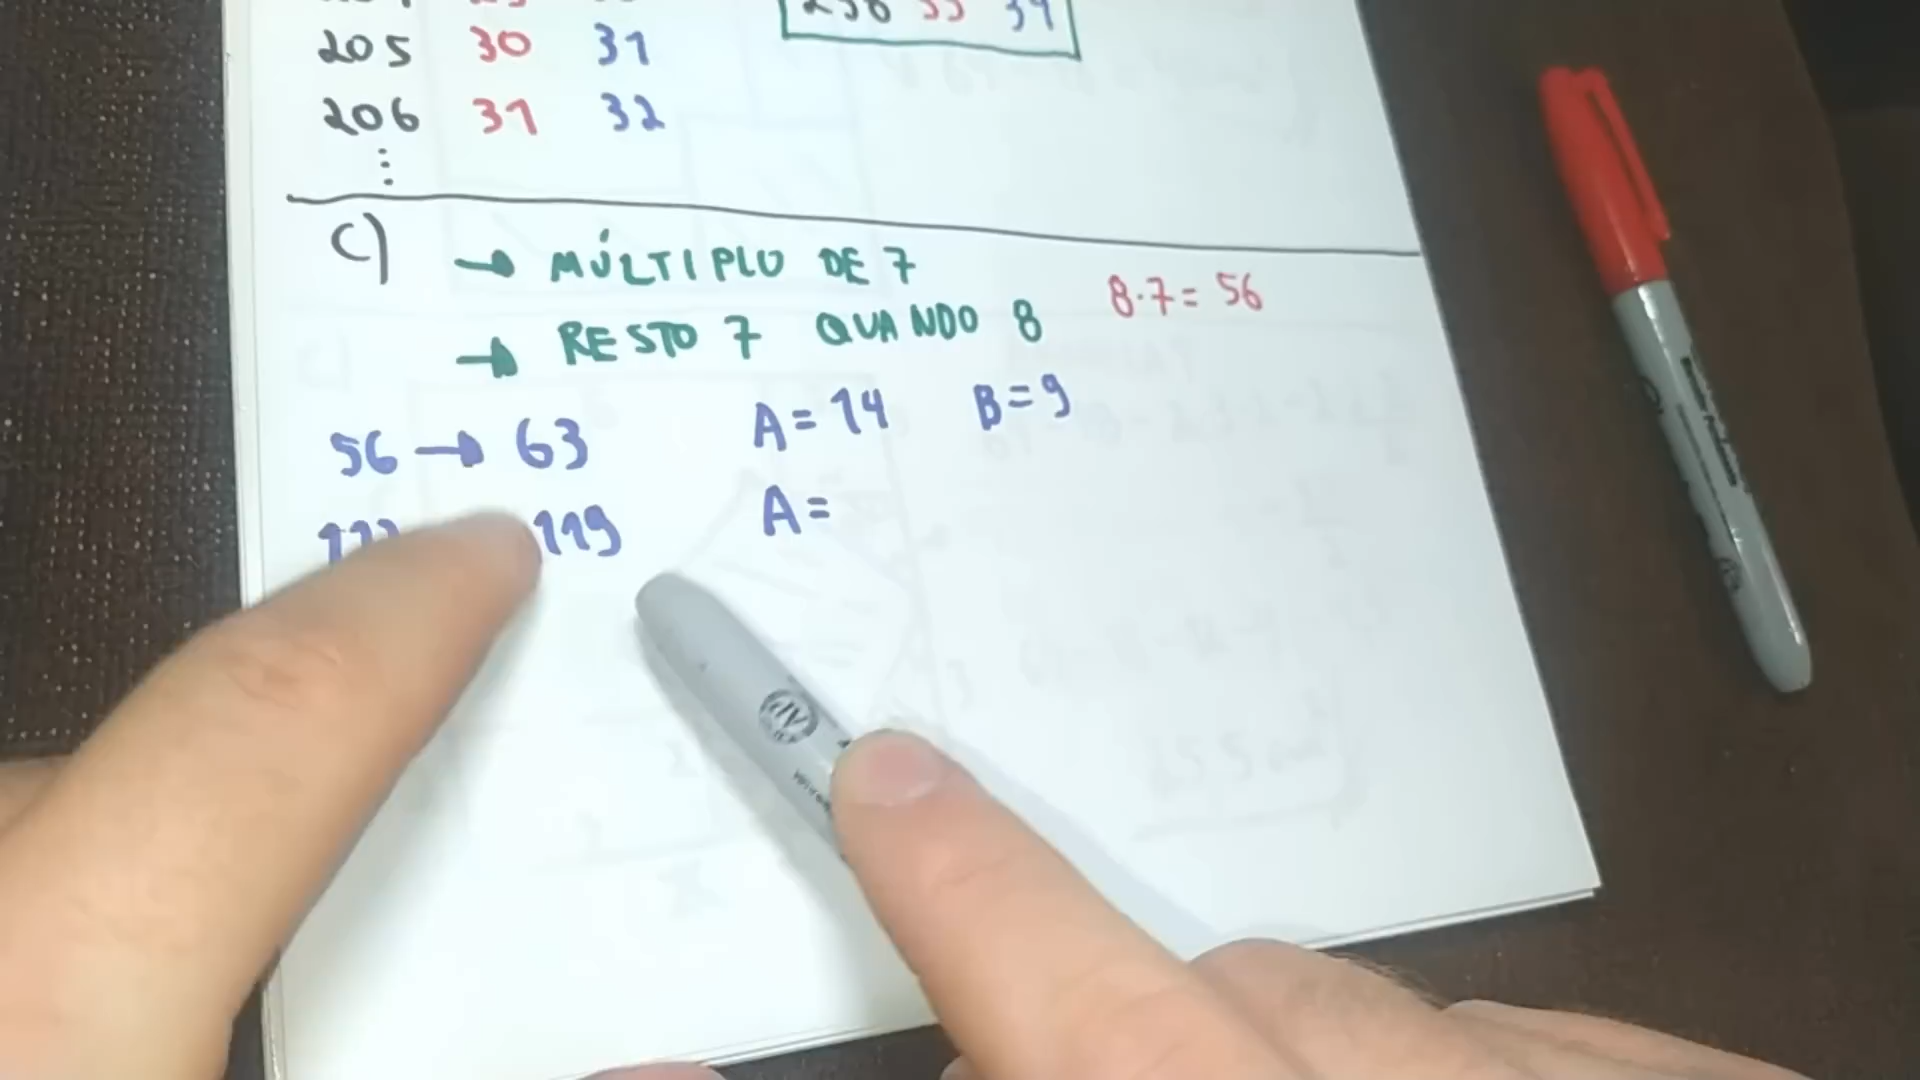 205 30 31
206 31 32
⋮
C) → MÚLTIPLO DE 7
8·7=56
→ RESTO 7 QUANDO 8
56 → 63 A=14 B=9
119 A=